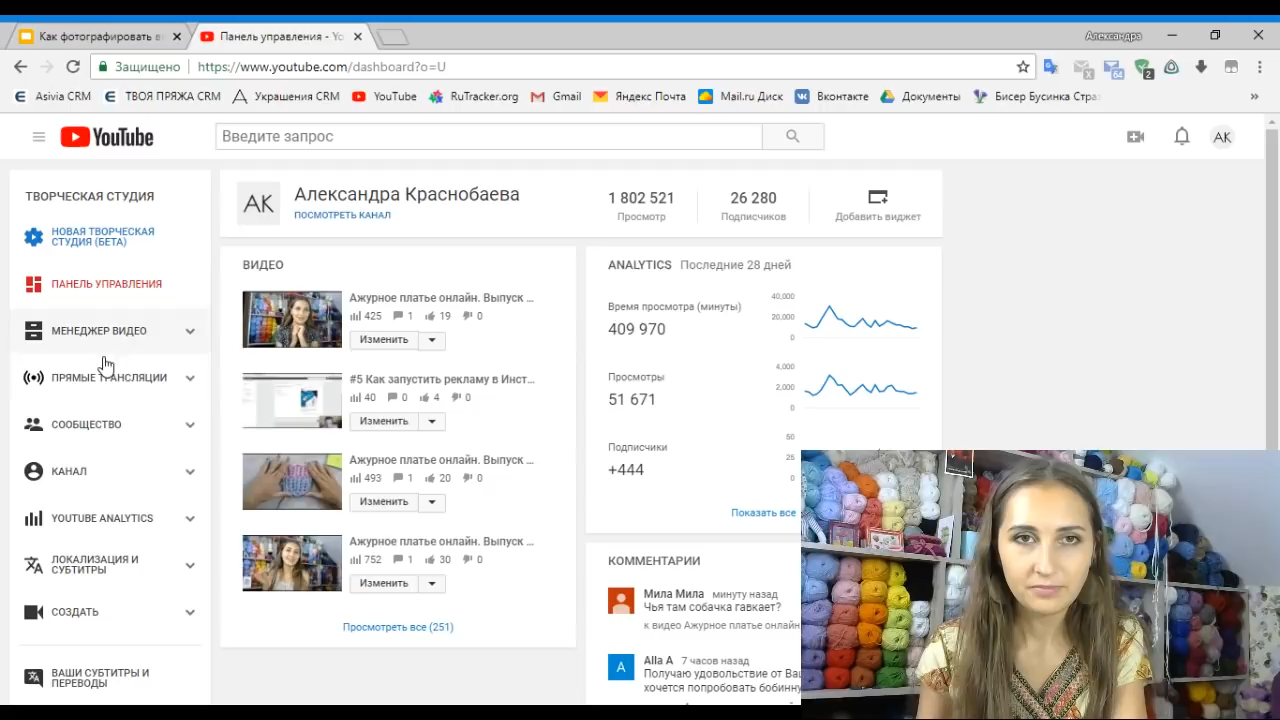 Как фотографировать в
Панель управления - Yo
Александра
Защищено
https://www.youtube.com/dashboard?o=U
Asivia CRM
ТВОЯ ПРЯЖА CRM
Украшения CRM
YouTube
RuTracker.org
Gmail
Яндекс Почта
Mail.ru Диск
Вконтакте
Документы
Бисер Бусинка Стра
64
2
YouTube
Введите запрос
AK
ТВОРЧЕСКАЯ СТУДИЯ
НОВАЯ ТВОРЧЕСКАЯ
СТУДИЯ (БЕТА)
ПАНЕЛЬ УПРАВЛЕНИЯ
МЕНЕДЖЕР ВИДЕО
ПРЯМЫЕ ТРАНСЛЯЦИИ
СООБЩЕСТВО
КАНАЛ
YOUTUBE ANALYTICS
ЛОКАЛИЗАЦИЯ И
СУБТИТРЫ
СОЗДАТЬ
ВАШИ СУБТИТРЫ И
ПЕРЕВОДЫ
AK
Александра Краснобаева
ПОСМОТРЕТЬ КАНАЛ
1 802 521
Просмотр
26 280
Подписчиков
Добавить виджет
ВИДЕО
Ажурное платье онлайн. Выпуск ...
425 1 19 0
Изменить
#5 Как запустить рекламу в Инст...
40 0 4 0
Изменить
Ажурное платье онлайн. Выпуск ...
493 1 20 0
Изменить
Ажурное платье онлайн. Выпуск ...
752 1 30 0
Изменить
Просмотреть все (251)
ANALYTICS Последние 28 дней
Время просмотра (минуты)
409 970
40,000
20,000
0
Просмотры
51 671
4,000
2,000
0
Подписчики
+444
50
25
0
Показать все
КОММЕНТАРИИ
Мила Мила минуту назад
Чья там собачка гавкает?
к видео Ажурное платье онлайн
A
Alla A 7 часов назад
Получаю удовольствие от Ва
хочется попробовать бобинну